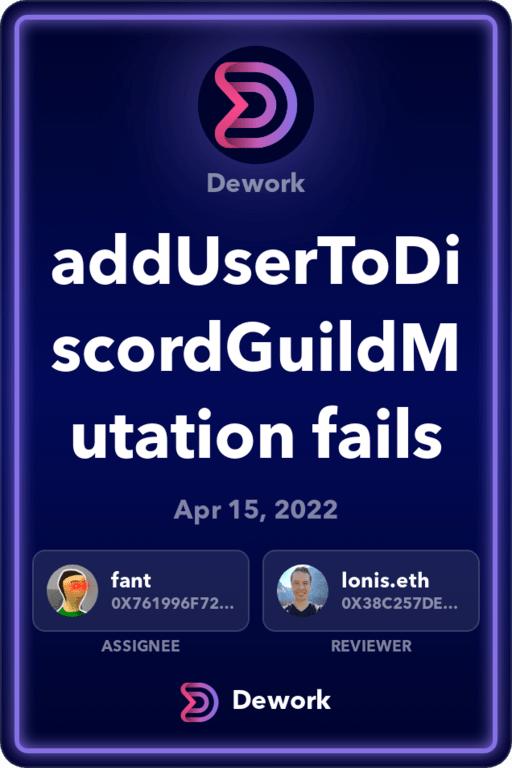 Dework
addUserToDi
scordGuildM
utation fails
Apr 15, 2022
fant
0X761996F72...
lonis.eth
0X38C257DE...
ASSIGNEE
REVIEWER
Dework